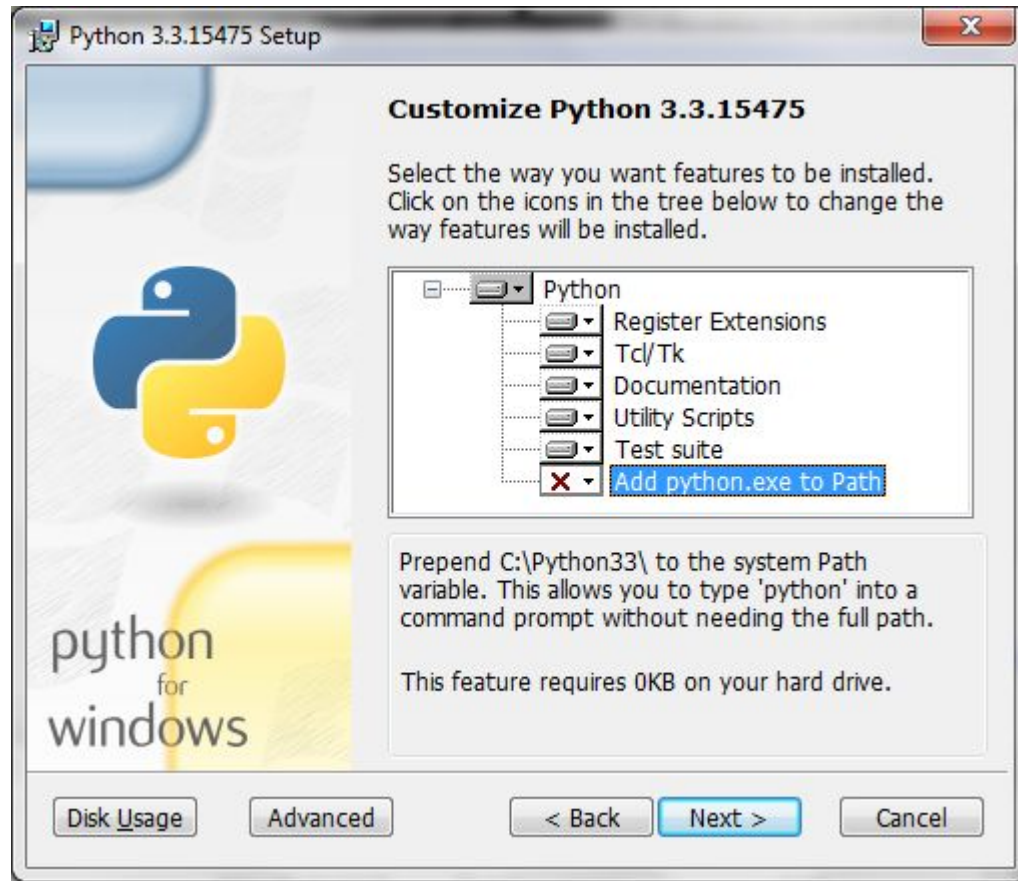 Python 3.3.15475 Setup
Customize Python 3.3.15475
Select the way you want features to be installed.
Click on the icons in the tree below to change the
way features will be installed.
Python
Register Extensions
Tcl/Tk
Documentation
Utility Scripts
Test suite
Add python.exe to Path
Prepend C:\Python33\ to the system Path
variable. This allows you to type 'python' into a
command prompt without needing the full path.
This feature requires 0KB on your hard drive.
python
for
windows
Disk Usage
Advanced
< Back
Next >
Cancel